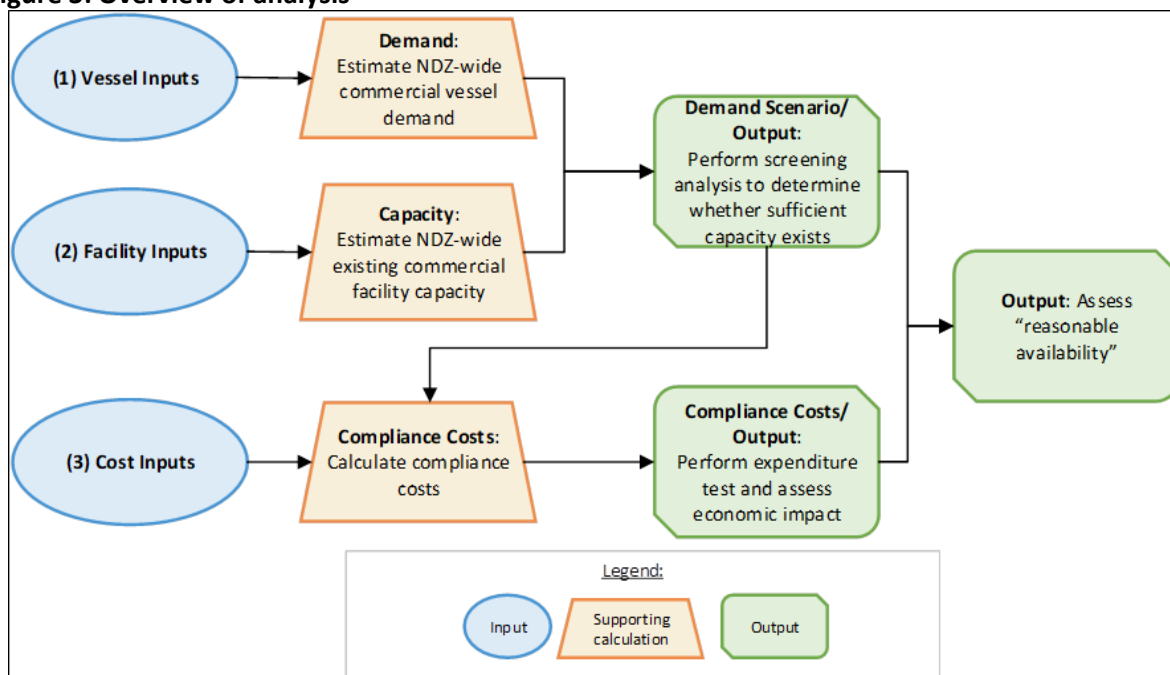 Overview of analysis
(1) Vessel Inputs
Demand:
Estimate NDZ-wide
commercial vessel
demand
(2) Facility Inputs
Capacity:
Estimate NDZ-wide
existing commercial
facility capacity
Demand Scenario/
Output:
Perform screening
analysis to determine
whether sufficient
capacity exists
Output: Assess
“reasonable
availability”
(3) Cost Inputs
Compliance Costs:
Calculate compliance
costs
Compliance Costs/
Output:
Perform expenditure
test and assess
economic impact
Legend:
Input
Supporting
calculation
Output